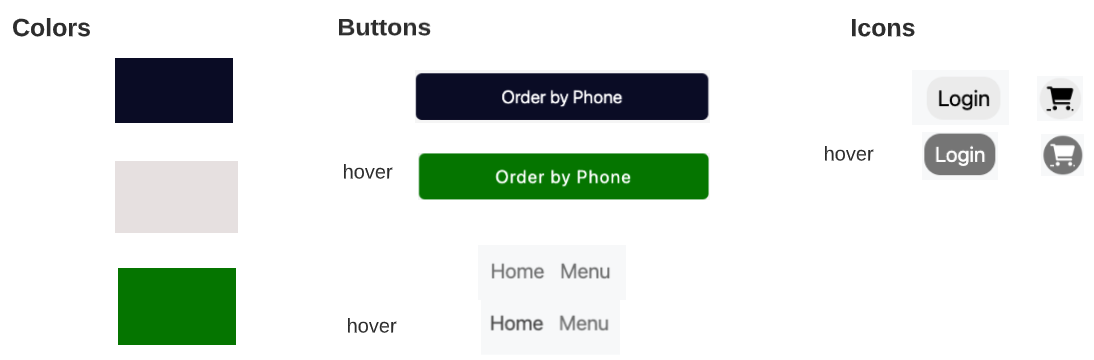 Colors
Buttons
Icons
Order by Phone
Login
hover
Login
hover
Order by Phone
Home Menu
hover
Home Menu